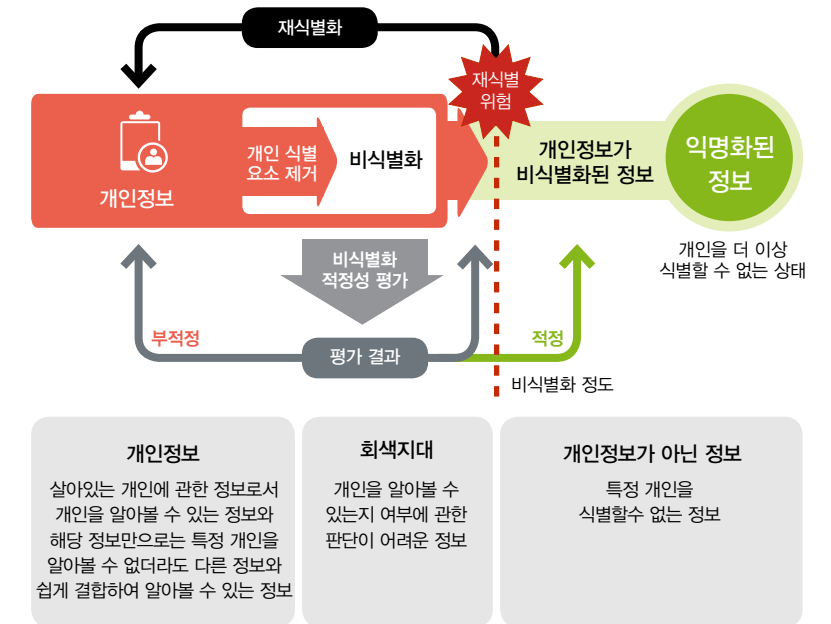 재식별화
재식별
위험
개인정보
개인 식별
요소 제거
비식별화
개인정보가
비식별화된 정보
익명화된
정보
개인을 더 이상
식별할 수 없는 상태
비식별화
적정성 평가
부적정
평가 결과
적정
비식별화 정도
개인정보
살아있는 개인에 관한 정보로서
개인을 알아볼 수 있는 정보와
해당 정보만으로는 특정 개인을
알아볼 수 없더라도 다른 정보와
쉽게 결합하여 알아볼 수 있는 정보
회색지대
개인을 알아볼 수
있는지 여부에 관한
판단이 어려운 정보
개인정보가 아닌 정보
특정 개인을
식별할수 없는 정보